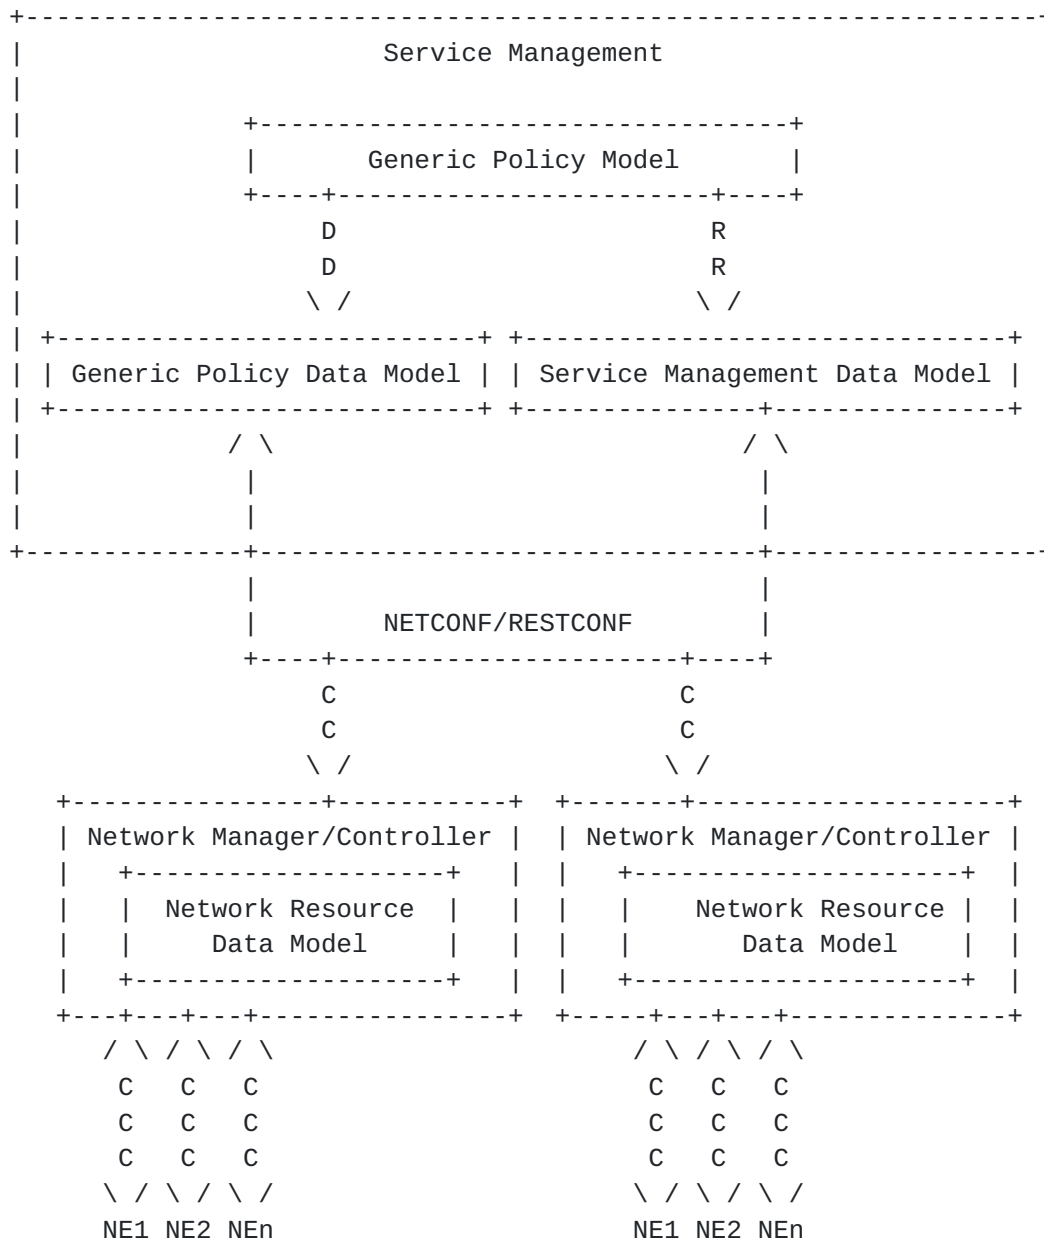 Service Management
Generic Policy Model
D R
D R
Generic Policy Data Model Service Management Data Model
NETCONF/RESTCONF
C C
C C
Network Manager/Controller Network Manager/Controller
Network Resource Network Resource
Data Model Data Model
C C C C C C
C C C C C C
C C C C C C
NE1 NE2 NEn NE1 NE2 NEn